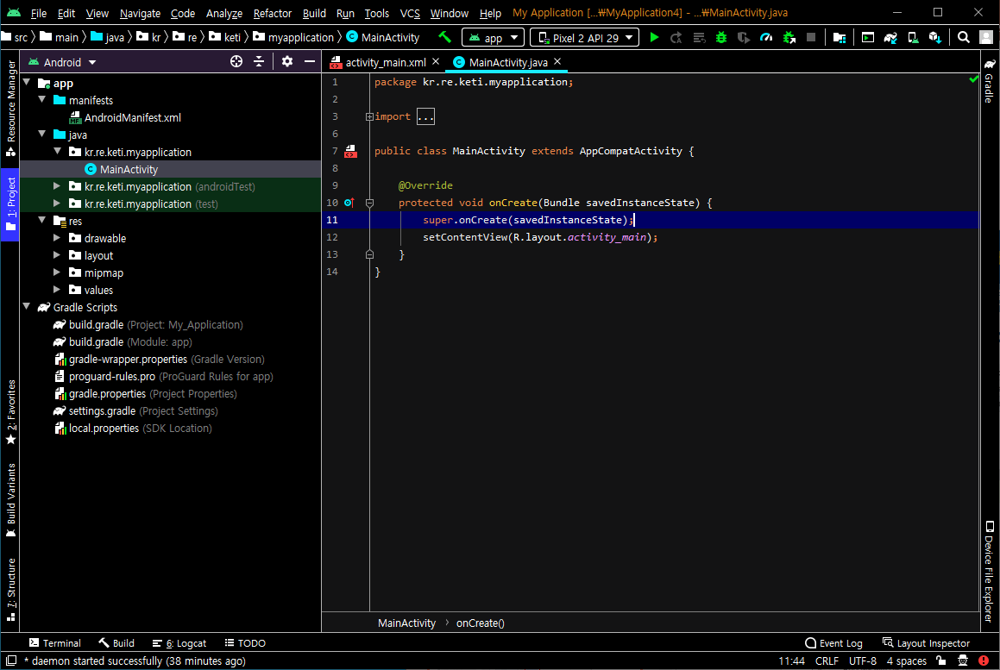 File Edit View Navigate Code Analyze Refactor Build Run Tools VCS Window Help My Application [...₩MyApplication4] - ...₩MainActivity.java
src main java kr re keti myapplication MainActivity app Pixel 2 API 29
Android
activity_main.xml
MainActivity.java
Resource Manager
1: Project
2: Favorites
Build Variants
7: Structure
app
manifests
AndroidManifest.xml
java
kr.re.keti.myapplication
MainActivity
kr.re.keti.myapplication (androidTest)
kr.re.keti.myapplication (test)
res
drawable
layout
mipmap
values
Gradle Scripts
build.gradle (Project: My_Application)
build.gradle (Module: app)
gradle-wrapper.properties (Gradle Version)
proguard-rules.pro (ProGuard Rules for app)
gradle.properties (Project Properties)
settings.gradle (Project Settings)
local.properties (SDK Location)
1 package kr.re.keti.myapplication;
2
3 import ...
6
7 public class MainActivity extends AppCompatActivity {
8
9 @Override
10 protected void onCreate(Bundle savedInstanceState) {
11 super.onCreate(savedInstanceState);
12 setContentView(R.layout.activity_main);
13 }
14 }
MainActivity onCreate()
Gradle
Device File Explorer
Terminal Build 6: Logcat TODO Event Log Layout Inspector
* daemon started successfully (38 minutes ago) 11:44 CRLF UTF-8 4 spaces